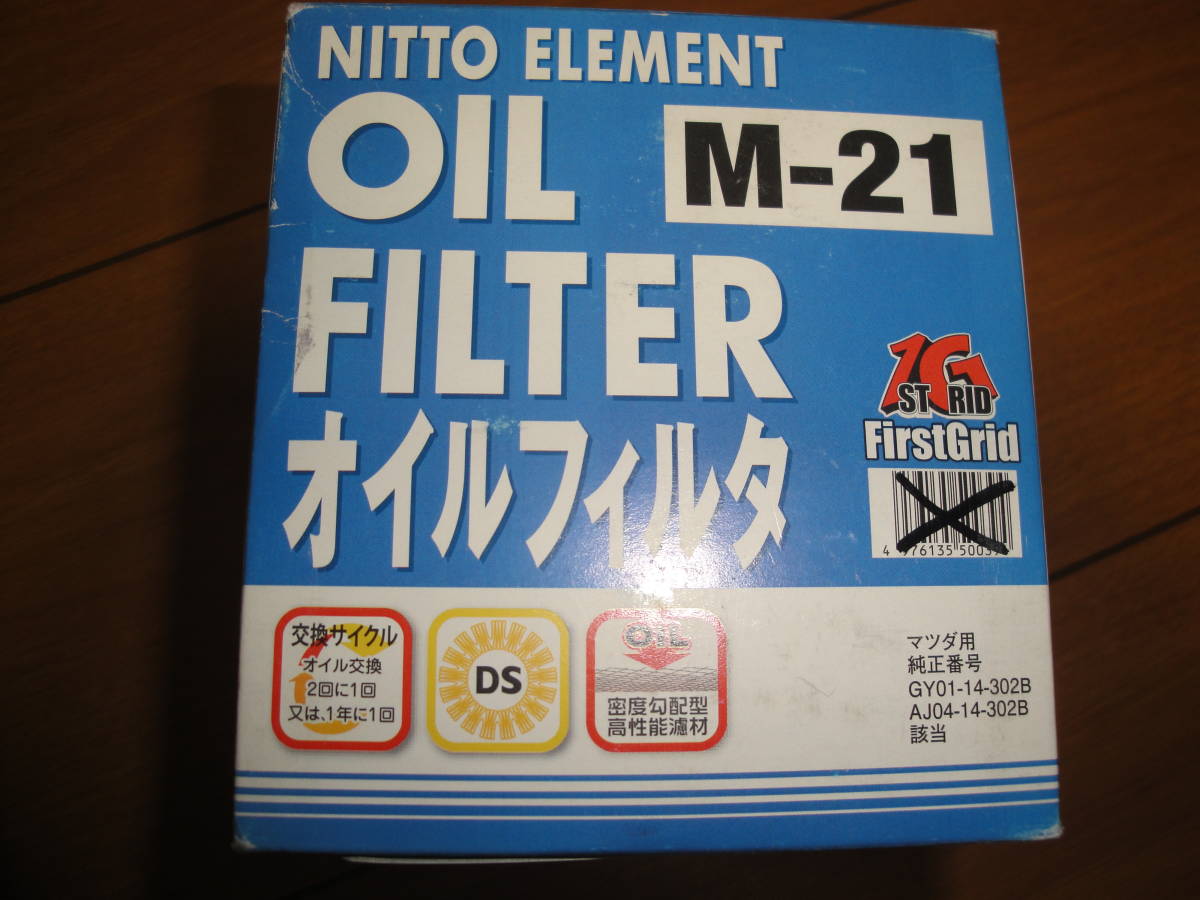 NITTO ELEMENT
OIL
M-21
FILTER
オイルフィルタ
1G
ST RID
FirstGrid
交換サイクル
オイル交換
2回に1回
又は、1年に1回
DS
OIL
密度勾配型
高性能濾材
マツダ用
純正番号
GY01-14-302B
AJ04-14-302B
該当